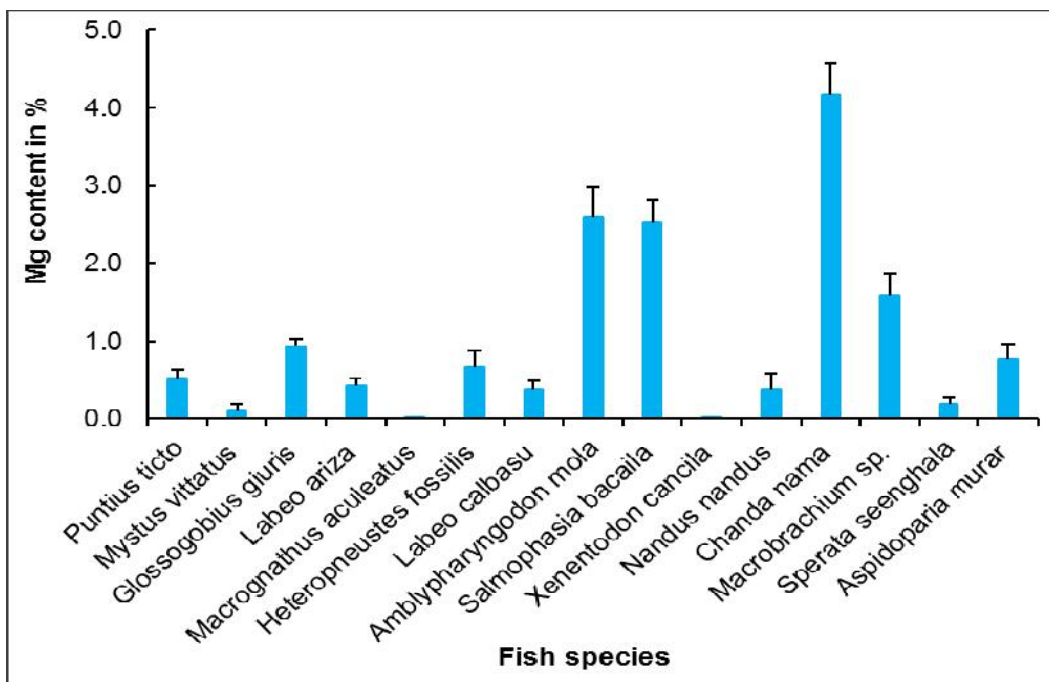 Mg content in %
5.0
4.0
3.0
2.0
1.0
0.0
Puntius ticto
Mystus vittatus
Glossogobius giuris
Labeo ariza
Macrognathus aculeatus
Heteropneustes fossilis
Labeo calbasu
Amblypharyngodon mola
Salmophasia bacaila
Xenentodon cancila
Nandus nandus
Chanda nama
Macrobrachium sp.
Sperata seenghala
Aspidoparia murar
Fish species